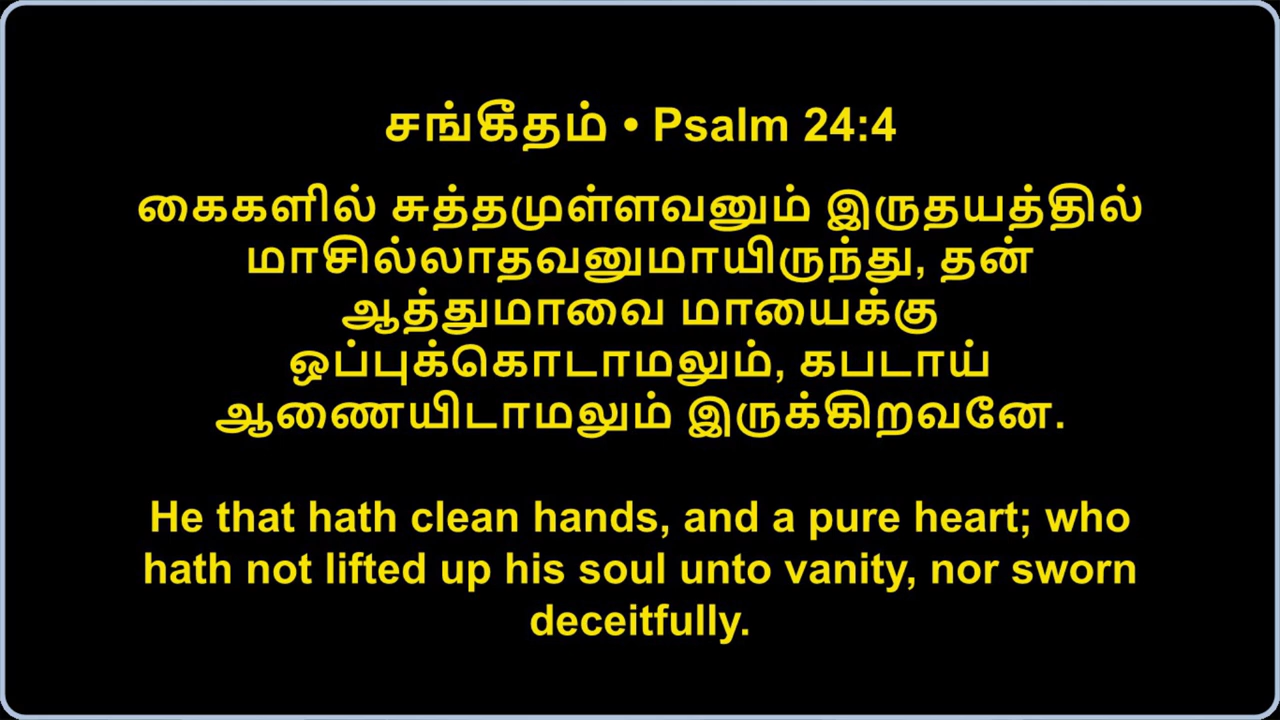 சங்கீதம் • Psalm 24:4
கைகளில் சுத்தமுள்ளவனும் இருதயத்தில்
மாசில்லாதவனுமாயிருந்து, தன்
ஆத்துமாவை மாயைக்கு
ஒப்புக்கொடாமலும், கபடாய்
ஆணையிடாமலும் இருக்கிறவனே.
He that hath clean hands, and a pure heart; who
hath not lifted up his soul unto vanity, nor sworn
deceitfully.